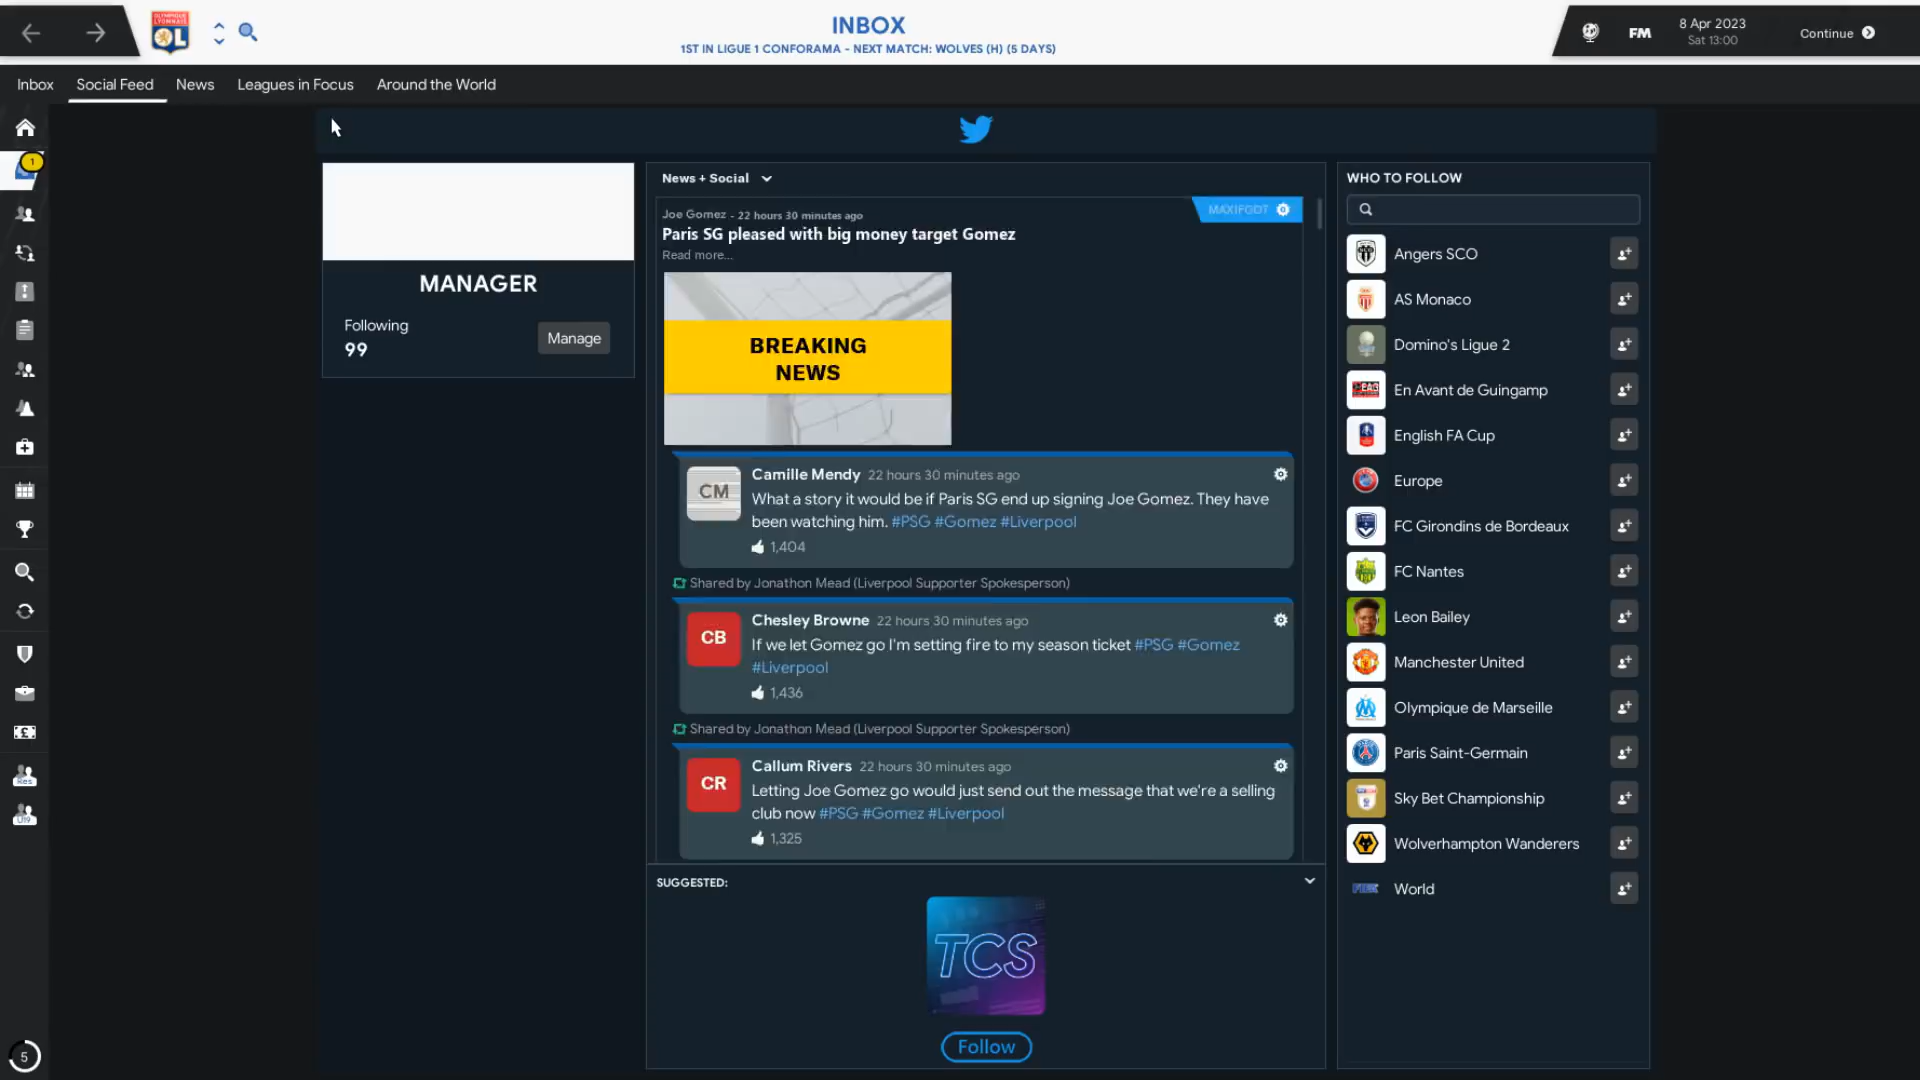 INBOX
1ST IN LIGUE 1 CONFORAMA - NEXT MATCH: WOLVES (H) (5 DAYS)
FM
8 Apr 2023
Sat 13:00
Continue
OLYMPIQUE
LYONNAIS
OL
Inbox
Social Feed
News
Leagues in Focus
Around the World
1
MANAGER
Following
99
Manage
News + Social
Joe Gomez - 22 hours 30 minutes ago
MAXIFOOT
Paris SG pleased with big money target Gomez
Read more...
BREAKING
NEWS
CM
Camille Mendy 22 hours 30 minutes ago
What a story it would be if Paris SG end up signing Joe Gomez. They have
been watching him. #PSG #Gomez #Liverpool
1,404
Shared by Jonathon Mead (Liverpool Supporter Spokesperson)
CB
Chesley Browne 22 hours 30 minutes ago
If we let Gomez go I'm setting fire to my season ticket #PSG #Gomez
#Liverpool
1,436
Shared by Jonathon Mead (Liverpool Supporter Spokesperson)
CR
Callum Rivers 22 hours 30 minutes ago
Letting Joe Gomez go would just send out the message that we're a selling
club now #PSG #Gomez #Liverpool
1,325
SUGGESTED:
TCS
Follow
WHO TO FOLLOW
Angers SCO
AS Monaco
Domino's Ligue 2
En Avant de Guingamp
English FA Cup
Europe
FC Girondins de Bordeaux
FC Nantes
Leon Bailey
Manchester United
Olympique de Marseille
Paris Saint-Germain
Sky Bet Championship
Wolverhampton Wanderers
World
Res
U19
5